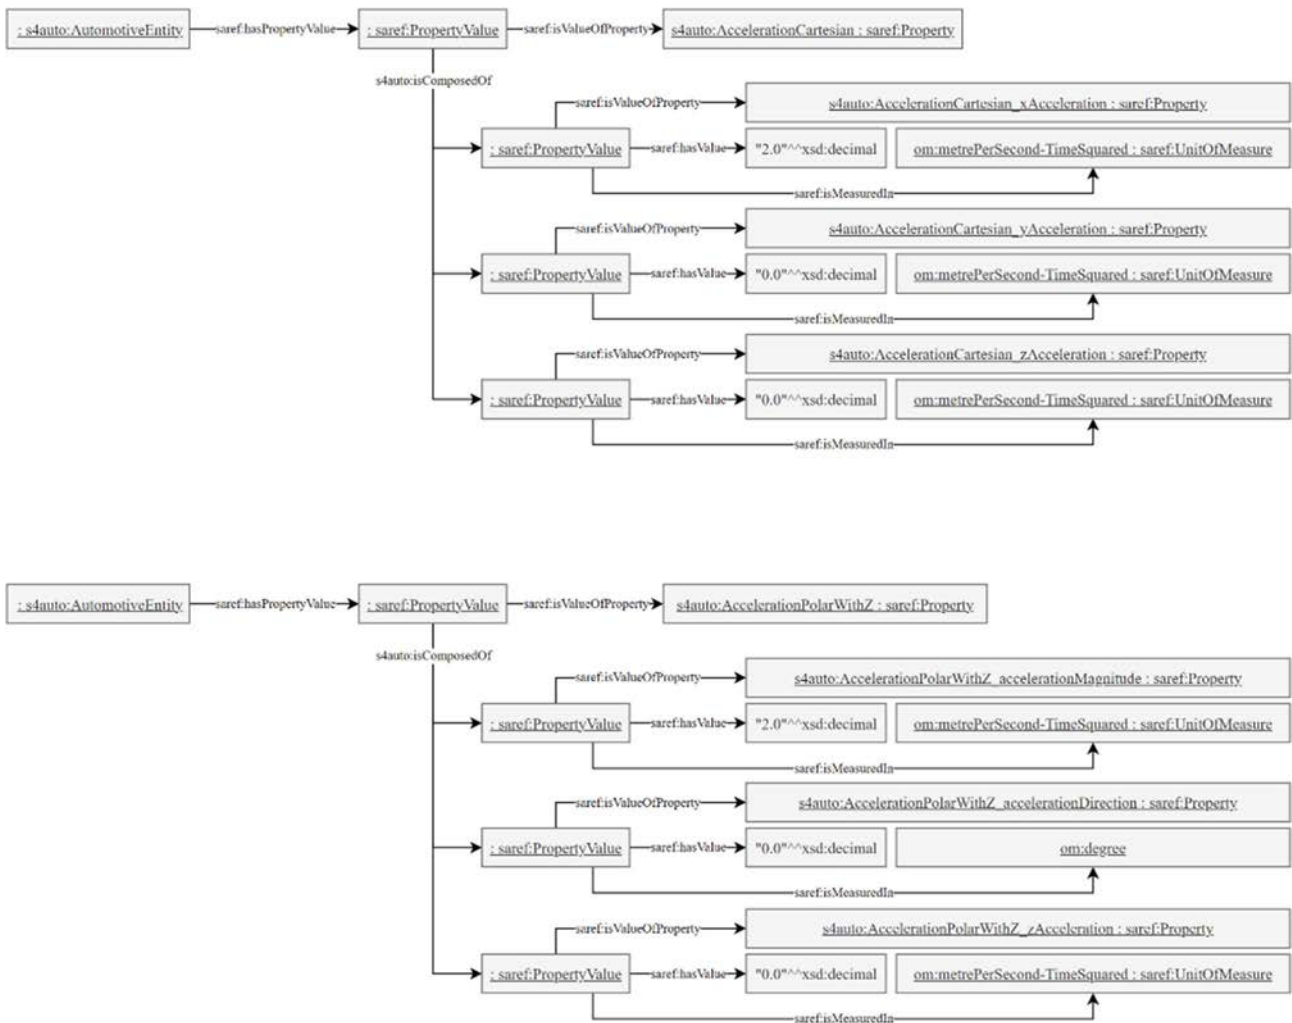 : s4auto:AutomotiveEntity saref:hasPropertyValue : saref:PropertyValue saref:isValueOfProperty s4auto:AccelerationCartesian : saref:Property
s4auto:isComposedOf
saref:isValueOfProperty s4auto:AccelerationCartesian_xAcceleration : saref:Property
: saref:PropertyValue saref:hasValue "2.0"^^xsd:decimal om:metrePerSecond-TimeSquared : saref:UnitOfMeasure
saref:isMeasuredIn
saref:isValueOfProperty s4auto:AccelerationCartesian_yAcceleration : saref:Property
: saref:PropertyValue saref:hasValue "0.0"^^xsd:decimal om:metrePerSecond-TimeSquared : saref:UnitOfMeasure
saref:isMeasuredIn
saref:isValueOfProperty s4auto:AccelerationCartesian_zAcceleration : saref:Property
: saref:PropertyValue saref:hasValue "0.0"^^xsd:decimal om:metrePerSecond-TimeSquared : saref:UnitOfMeasure
saref:isMeasuredIn
: s4auto:AutomotiveEntity saref:hasPropertyValue : saref:PropertyValue saref:isValueOfProperty s4auto:AccelerationPolarWithZ : saref:Property
s4auto:isComposedOf
saref:isValueOfProperty s4auto:AccelerationPolarWithZ_accelerationMagnitude : saref:Property
: saref:PropertyValue saref:hasValue "2.0"^^xsd:decimal om:metrePerSecond-TimeSquared : saref:UnitOfMeasure
saref:isMeasuredIn
saref:isValueOfProperty s4auto:AccelerationPolarWithZ_accelerationDirection : saref:Property
: saref:PropertyValue saref:hasValue "0.0"^^xsd:decimal om:degree
saref:isMeasuredIn
saref:isValueOfProperty s4auto:AccelerationPolarWithZ_zAcceleration : saref:Property
: saref:PropertyValue saref:hasValue "0.0"^^xsd:decimal om:metrePerSecond-TimeSquared : saref:UnitOfMeasure
saref:isMeasuredIn